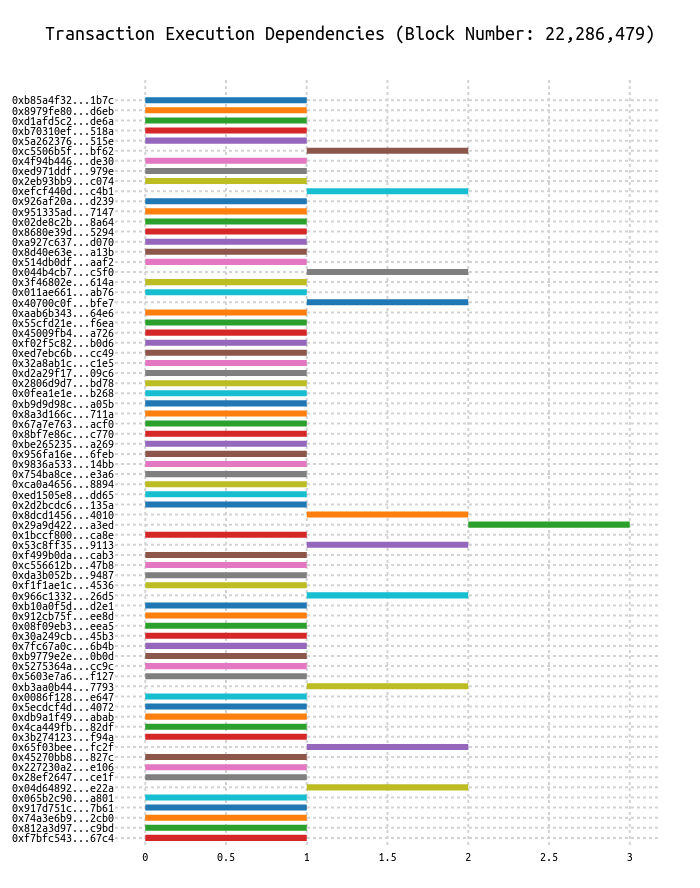 Transaction Execution Dependencies (Block Number: 22,286,479)
0xb85a4f32...1b7c
0x8979fe80...d6eb
0xd1afd5c2...de6a
0xb70310ef...518a
0x5a262376...515e
0xc5506b5f...bf62
0x4f94b446...de30
0xed971ddf...979e
0x2eb93bb9...c074
0xefcf440d...c4b1
0x926af20a...d239
0x951335ad...7147
0x02de8c2b...8a64
0x8680e39d...5294
0xa927c637...d070
0x8d40e63e...a13b
0x514db0df...aaf2
0x044b4cb7...c5f0
0x3f46802e...614a
0x011ae661...ab76
0x40700c0f...bfe7
0xaab6b343...64e6
0x55cfd21e...f6ea
0x45009fb4...a726
0xf02f5c82...b0d6
0xed7ebc6b...cc49
0x32a8ab1c...c1e5
0xd2a29f17...09c6
0x2806d9d7...bd78
0x0fea1e1e...b268
0xb9d9d98c...a05b
0x8a3d166c...711a
0x67a7e763...acf0
0x8bf7e86c...c770
0xbe265235...a269
0x956fa16e...6feb
0x9836a533...14bb
0x754ba8ce...e3a6
0xca0a4656...8894
0xed1505e8...dd65
0x2d2bcdc6...135a
0x8dcd1456...4010
0x29a9d422...a3ed
0x1bccf800...ca8e
0x53c8ff35...9113
0xf499b0da...cab3
0xc556612b...47b8
0xda3b052b...9487
0xf1f1ae1c...4536
0x966c1332...26d5
0xb10a0f5d...d2e1
0x912cb75f...ee8d
0x08f09eb3...eea5
0x30a249cb...45b3
0x7fc67a0c...6b4b
0xb9779e2e...0b0d
0x5275364a...cc9c
0x5603e7a6...f127
0xb3aa0b44...7793
0x0086f128...e647
0x5ecdcf4d...4072
0xdb9a1f49...abab
0x4ca449fb...82df
0x3b274123...f94a
0x65f03bee...fc2f
0x45270bb8...827c
0x227230a2...e106
0x28ef2647...ce1f
0x04d64892...e22a
0x065b2c90...a801
0x917d751c...7b61
0x74a3e6b9...2cb0
0x812a3d97...c9bd
0xf7bfc543...67c4
0 0.5 1 1.5 2 2.5 3